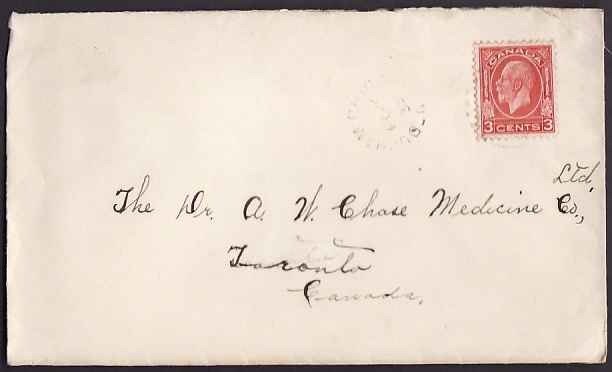 CANADA
3 CENTS 3
Ltd,
The Dr. A. W. Chase Medicine Co.,
Toronto
Canada,